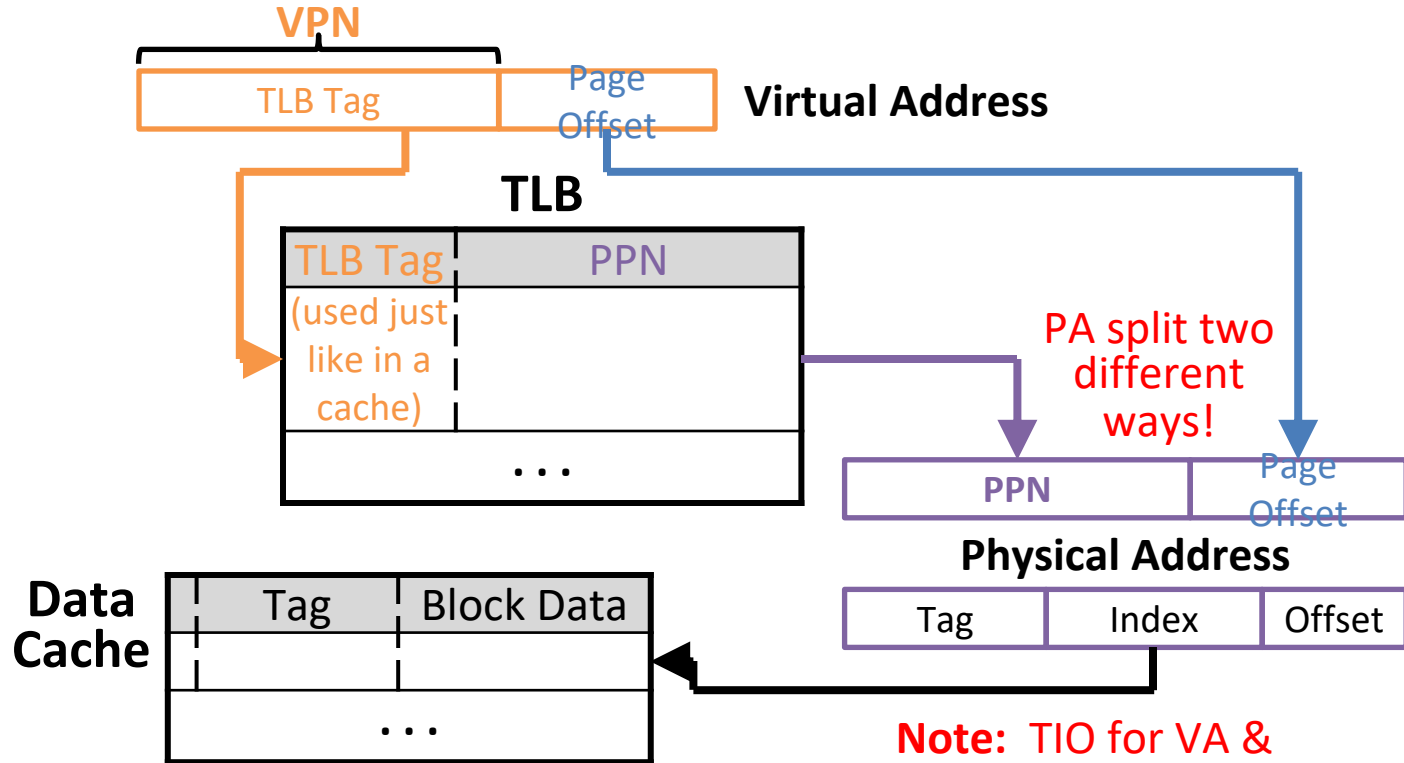 VPN
TLB Tag
Page
Offset
Virtual Address
TLB
TLB Tag
PPN
(used just
like in a
cache)
...
PA split two
different
ways!
PPN
Page
Offset
Physical Address
Tag
Index
Offset
Data
Cache
Tag
Block Data
...
Note: TIO for VA &